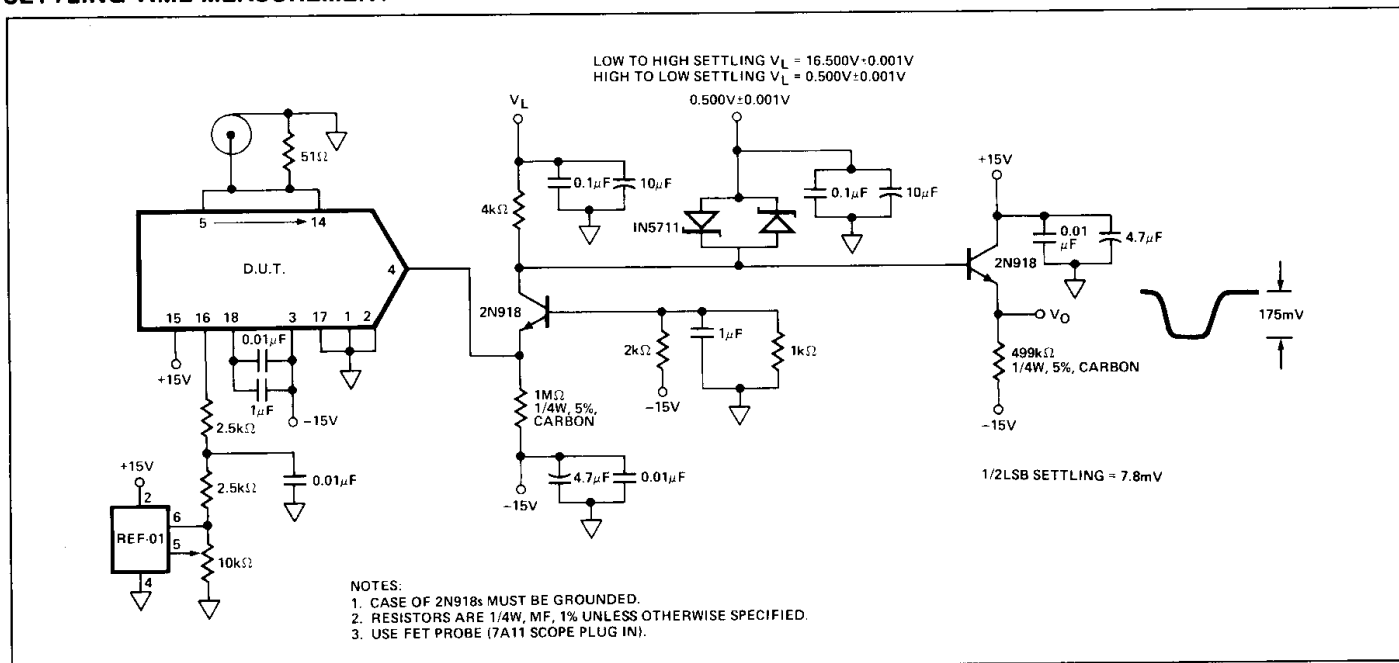 SETTLING TIME MEASUREMENT
LOW TO HIGH SETTLING VL = 16.500V±0.001V
HIGH TO LOW SETTLING VL = 0.500V±0.001V
0.500V±0.001V
VL
+15V
51Ω
0.1μF
10μF
0.1μF
10μF
4kΩ
IN5711
0.01
μF
4.7μF
5
14
D.U.T.
4
2N918
2N918
VO
175mV
15
16
18
3
17
1
2
0.01μF
1μF
+15V
-15V
2kΩ
1μF
1kΩ
-15V
499kΩ
1/4W, 5%, CARBON
-15V
1MΩ
1/4W, 5%,
CARBON
2.5kΩ
2.5kΩ
0.01μF
4.7μF
0.01μF
-15V
1/2LSB SETTLING = 7.8mV
+15V
2
REF-01
6
5
4
10kΩ
NOTES:
1. CASE OF 2N918s MUST BE GROUNDED.
2. RESISTORS ARE 1/4W, MF, 1% UNLESS OTHERWISE SPECIFIED.
3. USE FET PROBE (7A11 SCOPE PLUG IN).